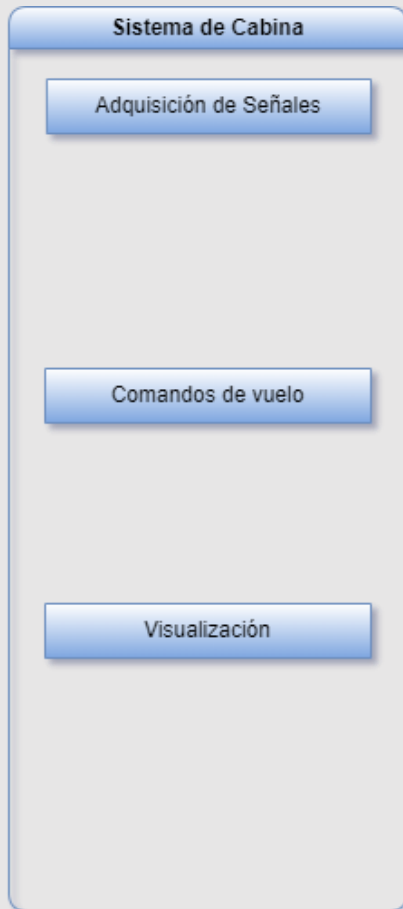 Sistema de Cabina
Adquisición de Señales
Comandos de vuelo
Visualización